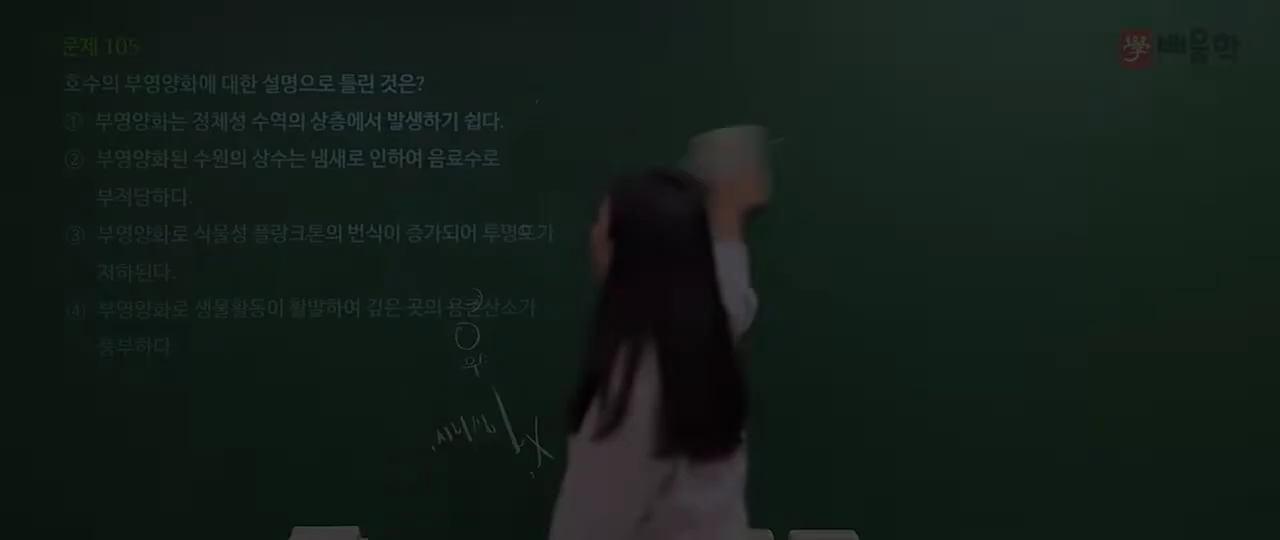 문제 105
호수의 부영양화에 대한 설명으로 틀린 것은?
① 부영양화는 정체성 수역의 상층에서 발생하기 쉽다.
② 부영양화된 수원의 상수는 냄새로 인하여 음료수로
부적당하다.
③ 부영양화로 식물성 플랑크톤의 번식이 증가되어 투명도가
저하된다.
④ 부영양화로 생물활동이 활발하여 깊은 곳의 용존산소가
풍부하다
學 배울학